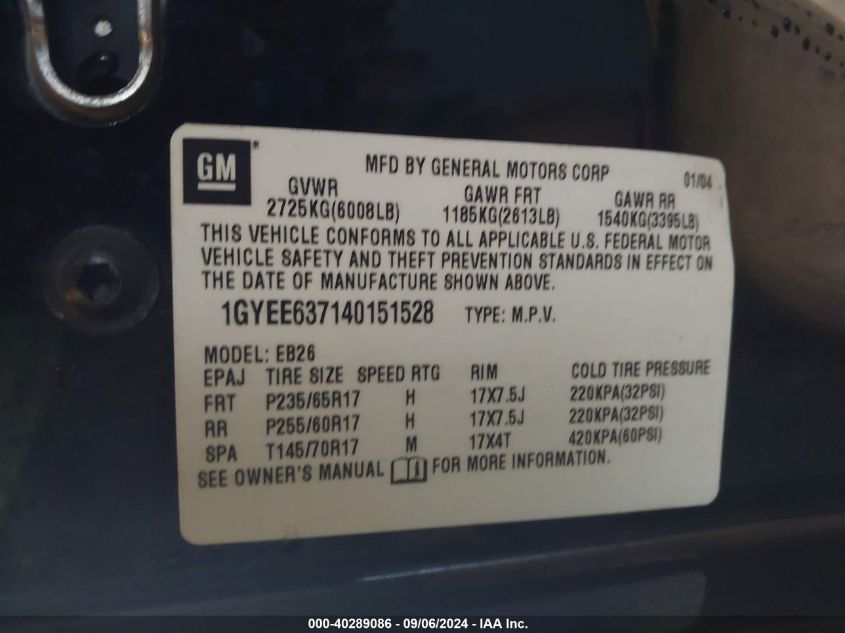 GM
MFD BY GENERAL MOTORS CORP 01/04
GVWR GAWR FRT GAWR RR
2725KG(6008LB) 1185KG(2613LB) 1540KG(3395LB)
THIS VEHICLE CONFORMS TO ALL APPLICABLE U.S. FEDERAL MOTOR
VEHICLE SAFETY AND THEFT PREVENTION STANDARDS IN EFFECT ON
THE DATE OF MANUFACTURE SHOWN ABOVE.
1GYEE637140151528 TYPE: M.P.V.
MODEL: EB26
EPAJ TIRE SIZE SPEED RTG RIM COLD TIRE PRESSURE
FRT P235/65R17 H 17X7.5J 220KPA(32PSI)
RR P255/60R17 H 17X7.5J 220KPA(32PSI)
SPA T145/70R17 M 17X4T 420KPA(60PSI)
SEE OWNER'S MANUAL FOR MORE INFORMATION.
000-40289086 - 09/06/2024 - IAA Inc.